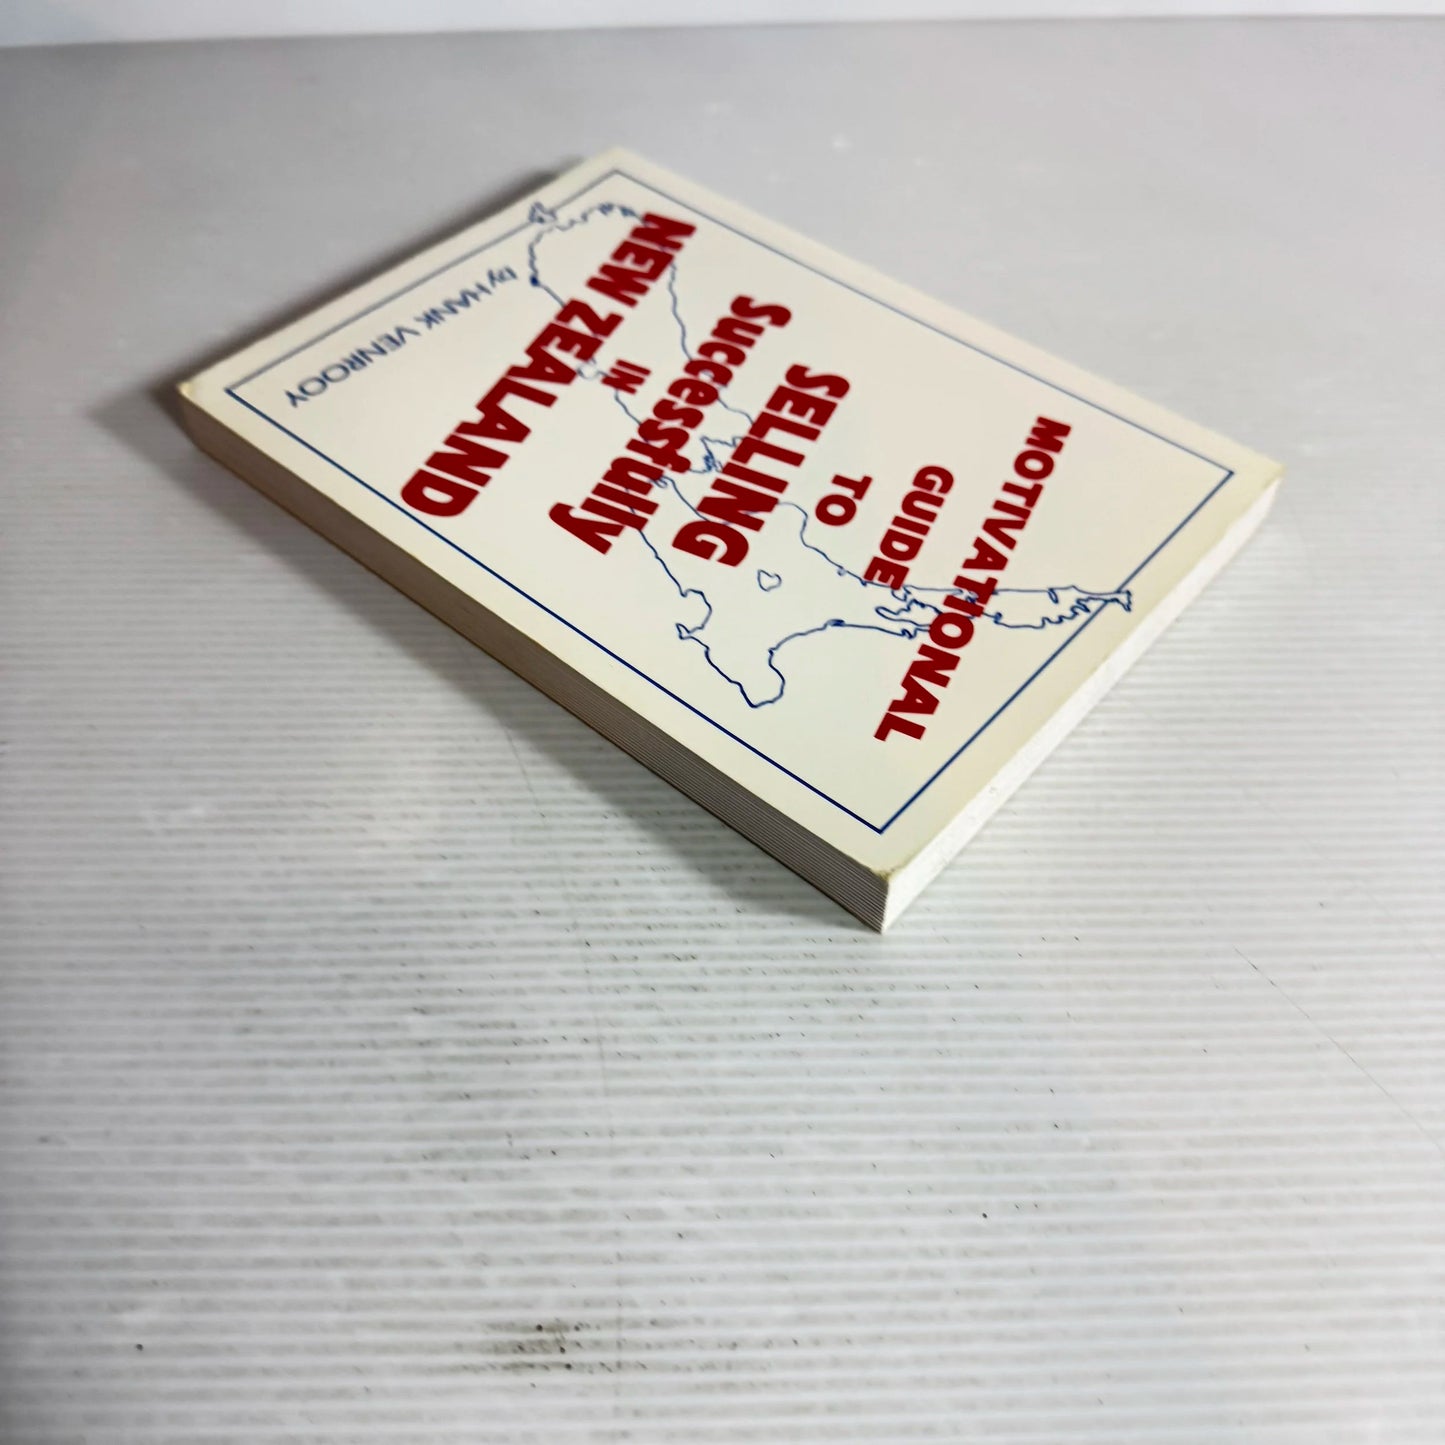 MOTIVATIONAL
GUIDE
TO
SELLING
Successfully
IN
NEW ZEALAND
by HANK VENROOY